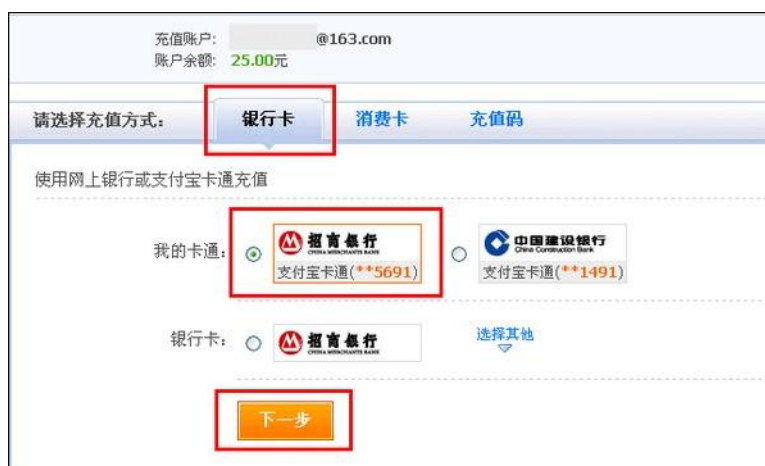 充值账户: @163.com
账户余额: 25.00元
请选择充值方式: 银行卡 消费卡 充值码
使用网上银行或支付宝卡通充值
我的卡通: 招商银行 CHINA MERCHANTS BANK 中国建设银行 China Construction Bank
支付宝卡通(**5691) 支付宝卡通(**1491)
银行卡: 招商银行 CHINA MERCHANTS BANK 选择其他
下一步